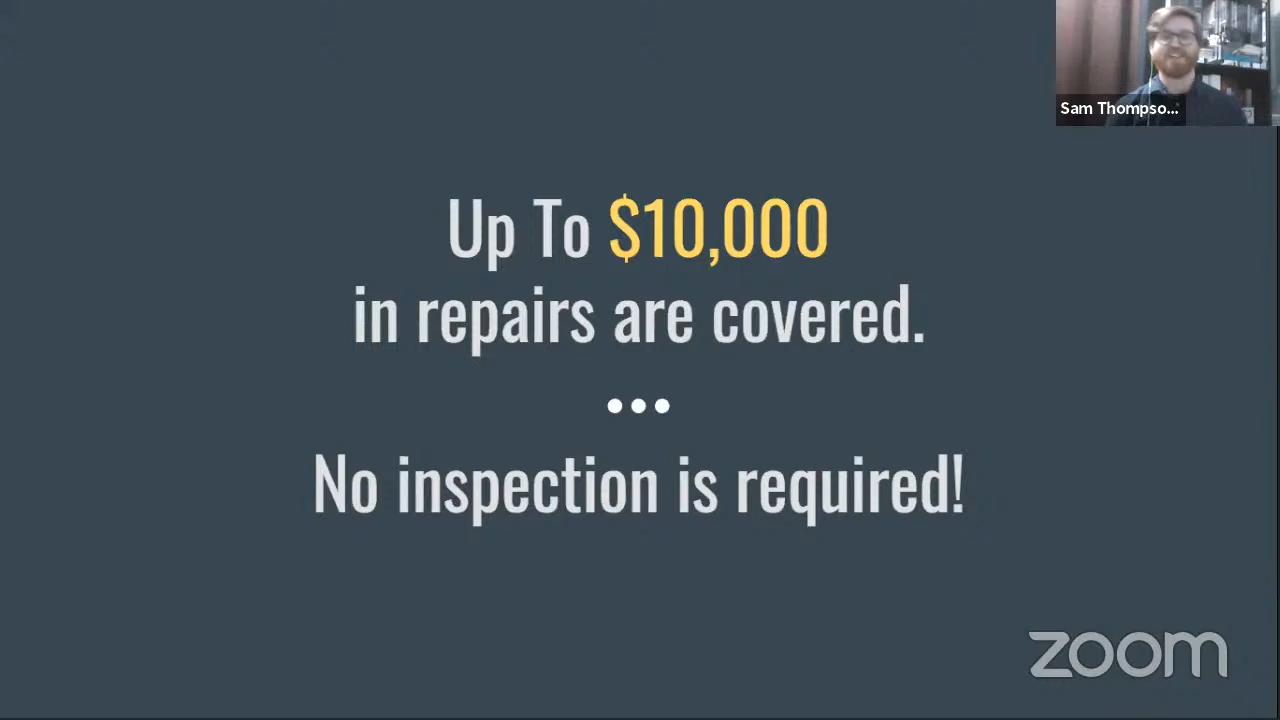 Sam Thompso...
Up To $10,000
in repairs are covered.
...
No inspection is required!
zoom